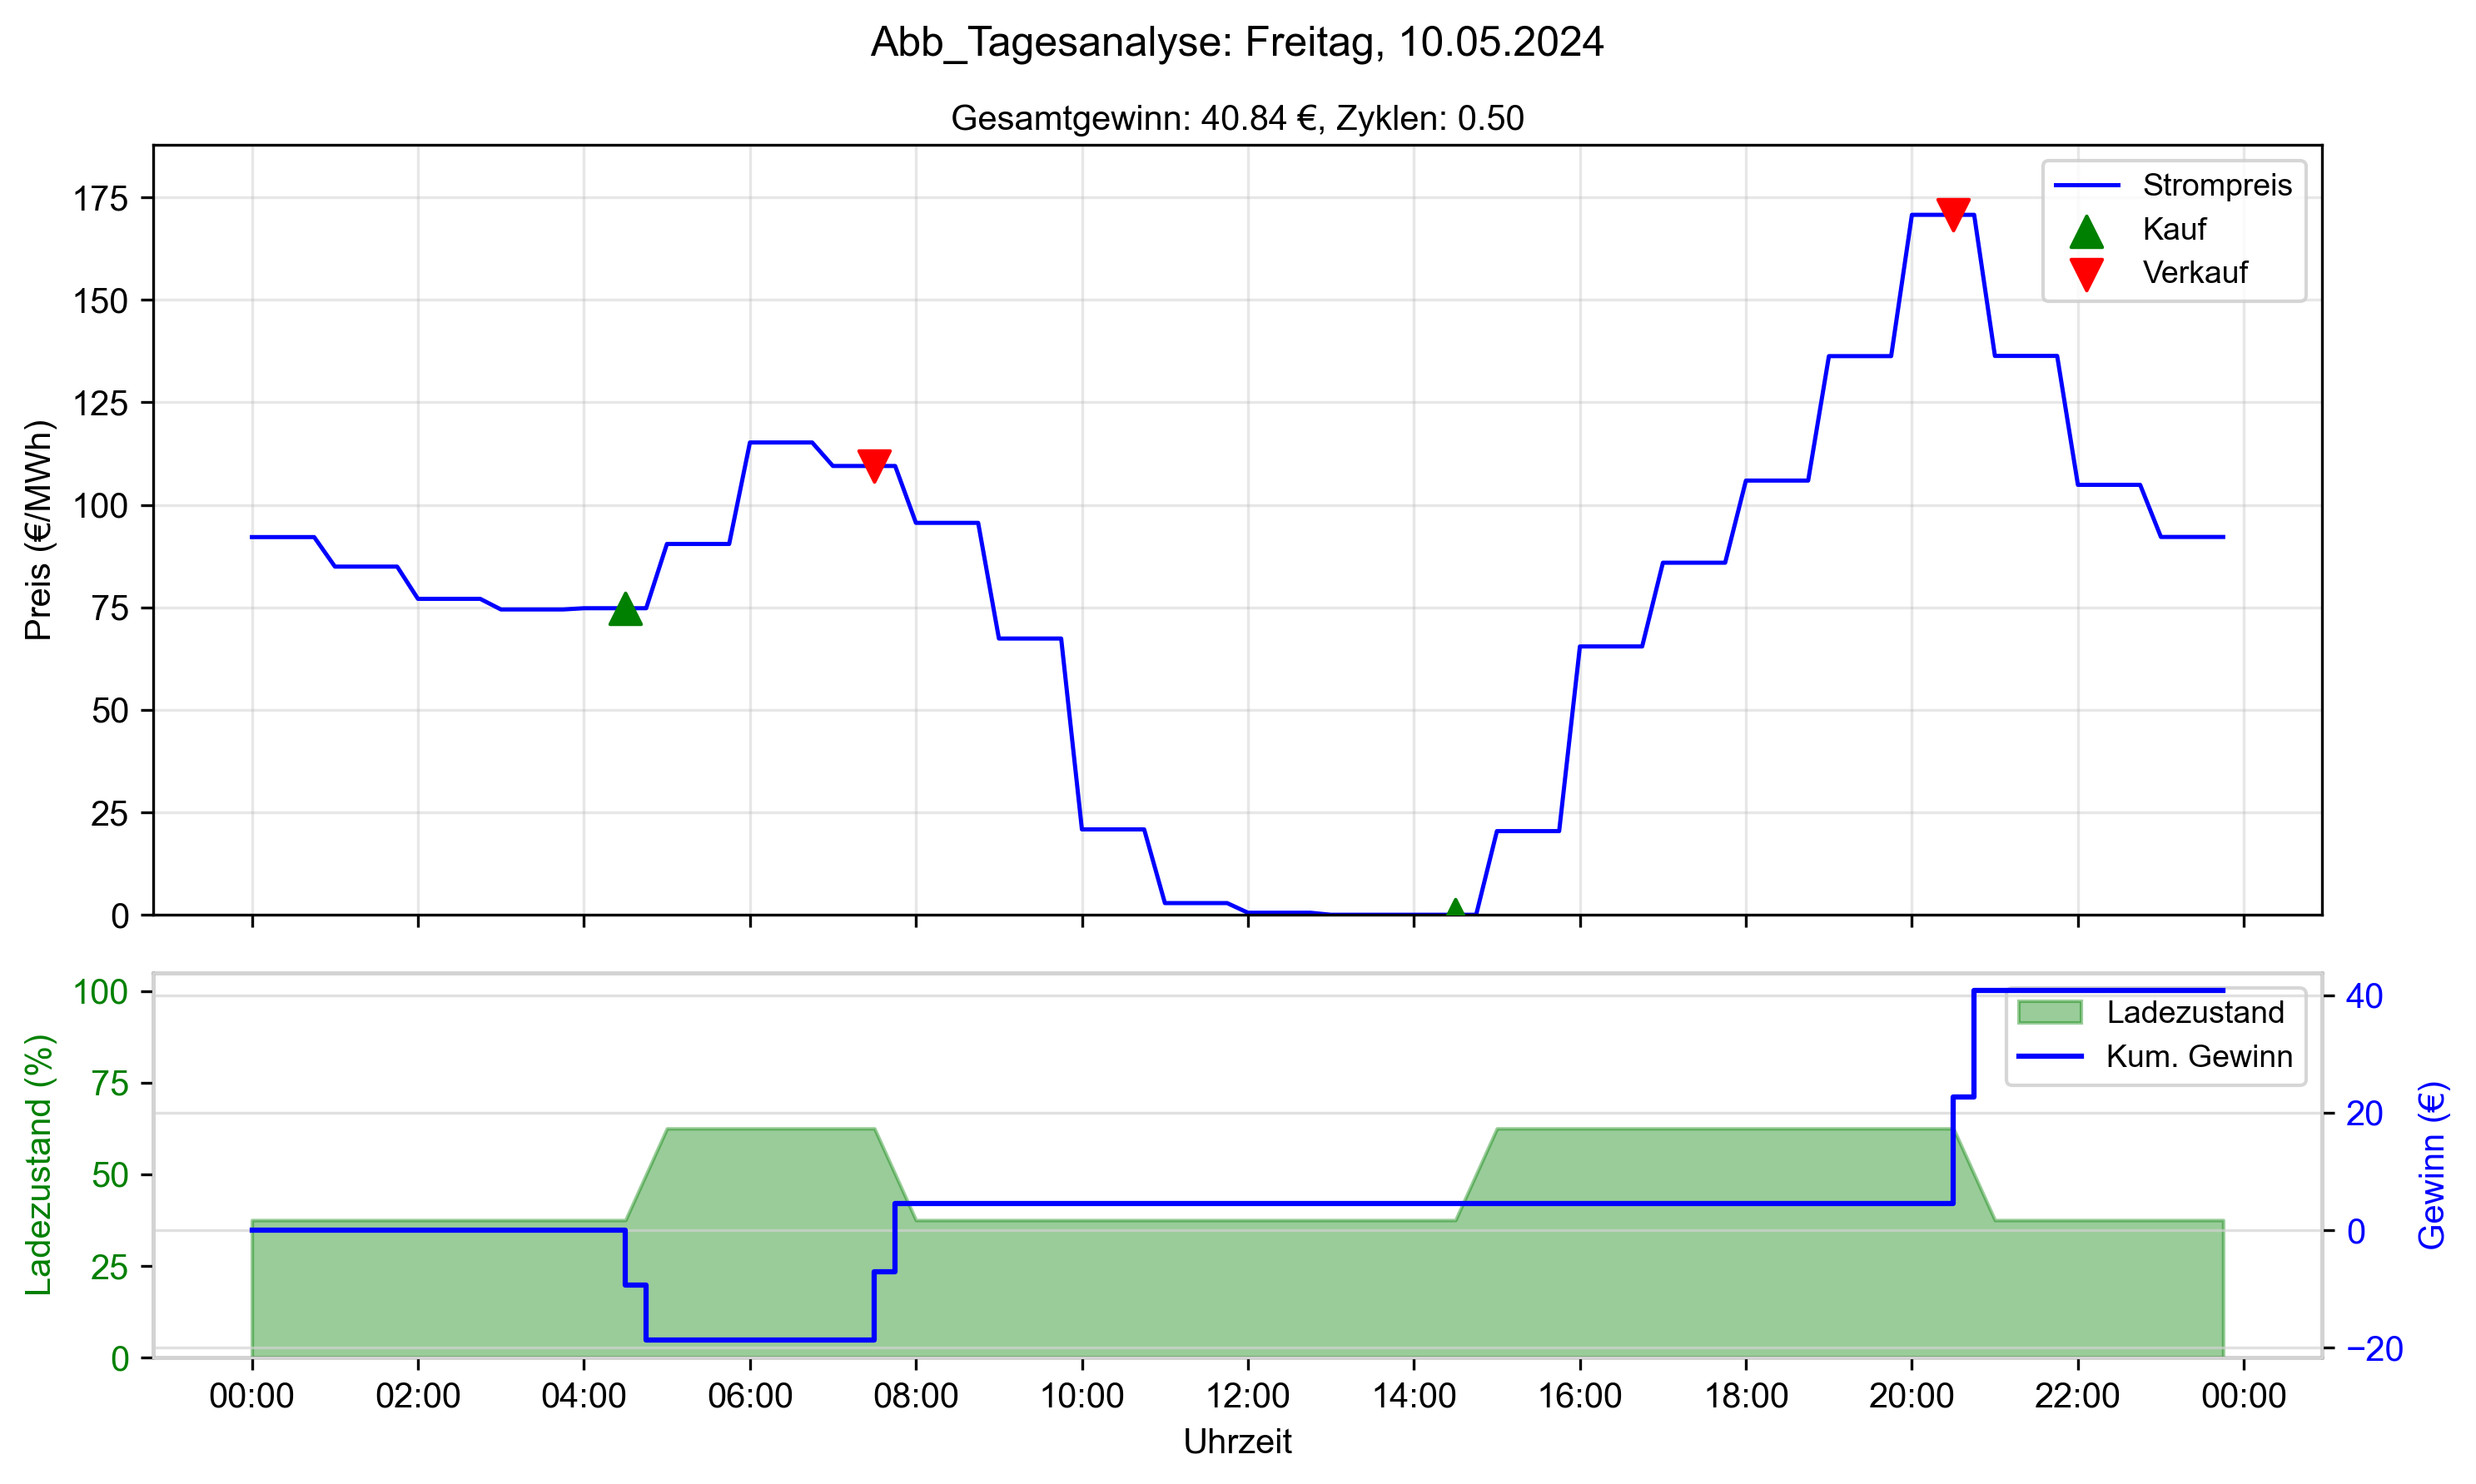 Abb_Tagesanalyse: Freitag, 10.05.2024
Gesamtgewinn: 40.84 €, Zyklen: 0.50
Preis (€/MWh)
175
150
125
100
75
50
25
0
Strompreis
Kauf
Verkauf
Ladezustand (%)
100
75
50
25
0
Ladezustand
Kum. Gewinn
40
20
0
−20
Gewinn (€)
00:00 02:00 04:00 06:00 08:00 10:00 12:00 14:00 16:00 18:00 20:00 22:00 00:00
Uhrzeit